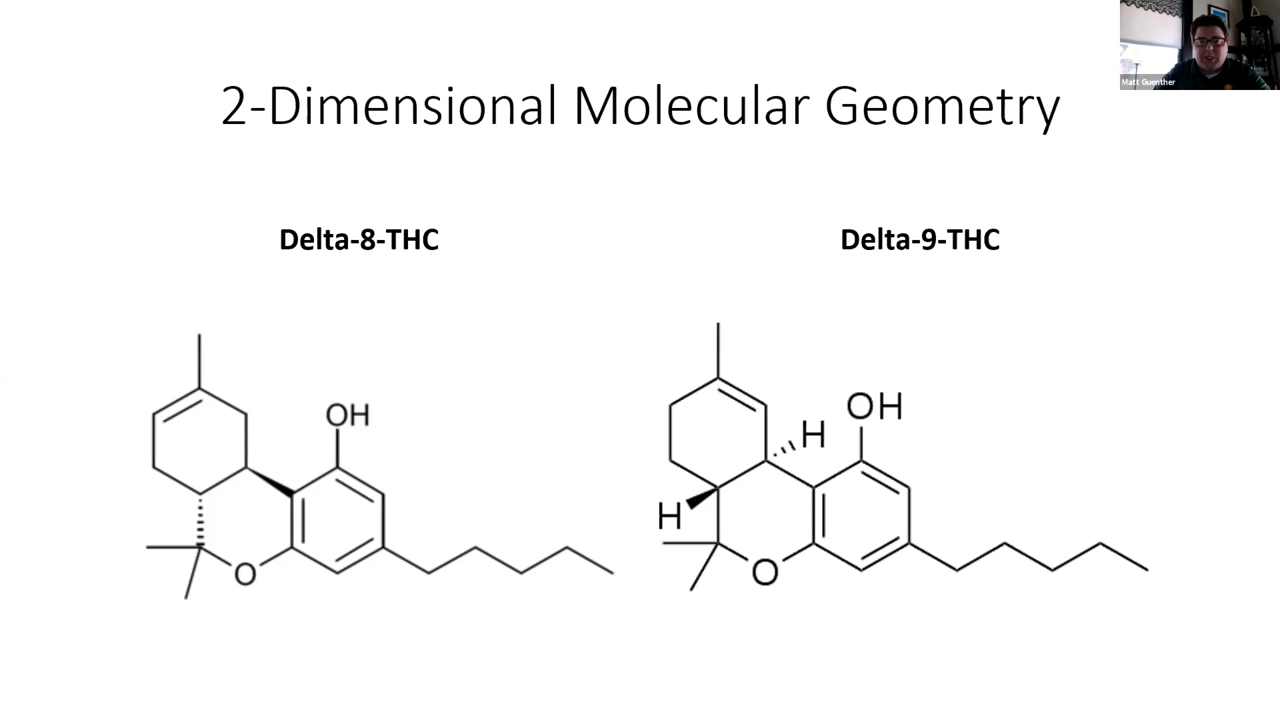 Matt Guenther
2-Dimensional Molecular Geometry
Delta-8-THC
Delta-9-THC
OH
O
OH
H
H
O